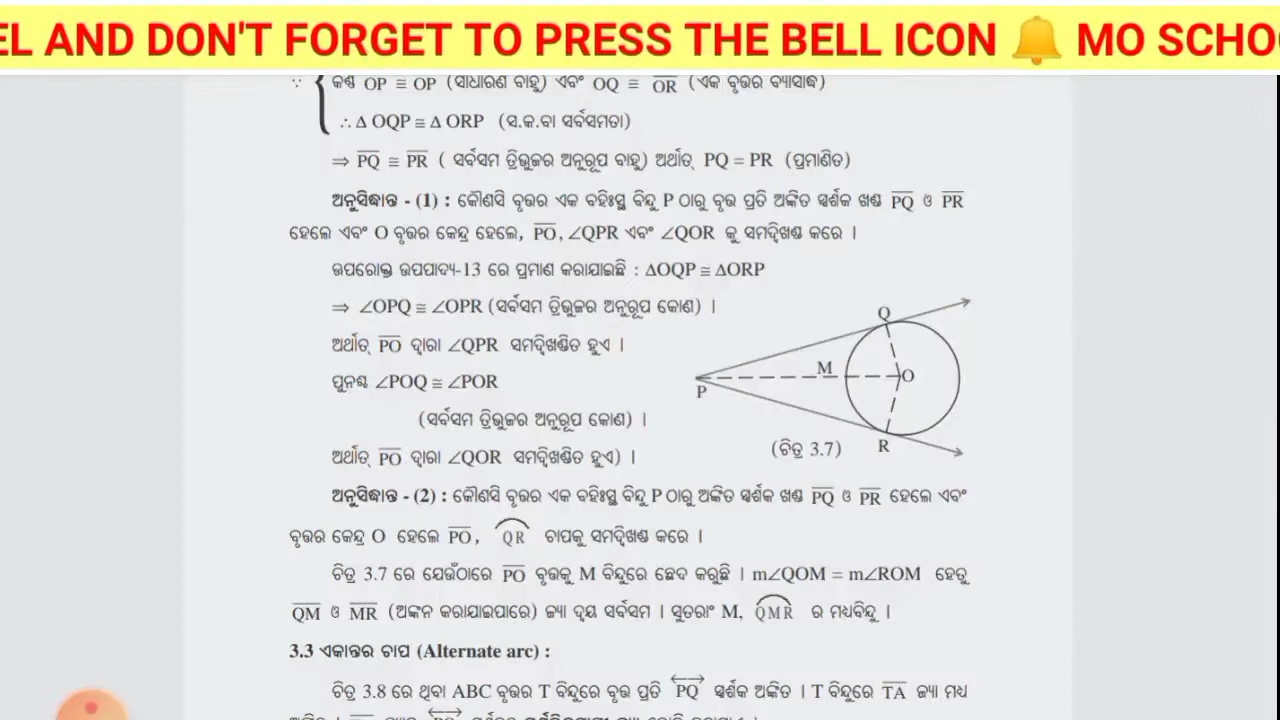 EL AND DON'T FORGET TO PRESS THE BELL ICON 🔔 MO SCHO
∵ କଣ୍ଣ OP ≅ OP (ସାଧାରଣ ବାହୁ) ଏବଂ OQ ≅ OR (ଏକ ବୃତ୍ତର ବ୍ୟାସାର୍ଦ୍ଧ)
∴ Δ OQP ≅ Δ ORP (ସ.କ.ବା ସର୍ବସମତା)
⇒ PQ ≅ PR ( ସର୍ବସମ ତ୍ରିଭୁଜର ଅନୁରୂପ ବାହୁ) ଅର୍ଥାତ୍ PQ = PR (ପ୍ରମାଣିତ)
ଅନୁସିଦ୍ଧାନ୍ତ - (1) : କୌଣସି ବୃତ୍ତର ଏକ ବହିଃସ୍ଥ ବିନ୍ଦୁ P ଠାରୁ ବୃତ୍ତ ପ୍ରତି ଅଙ୍କିତ ସ୍ପର୍ଶକ ଖଣ୍ଡ PQ ଓ PR
ହେଲେ ଏବଂ O ବୃତ୍ତର କେନ୍ଦ୍ର ହେଲେ, PO, ∠QPR ଏବଂ ∠QOR କୁ ସମଦ୍ୱିଖଣ୍ଡ କରେ ।
ଉପରୋକ୍ତ ଉପପାଦ୍ୟ-13 ରେ ପ୍ରମାଣ କରାଯାଇଛି : ΔOQP ≅ ΔORP
⇒ ∠OPQ ≅ ∠OPR (ସର୍ବସମ ତ୍ରିଭୁଜର ଅନୁରୂପ କୋଣ) ।
ଅର୍ଥାତ୍ PO ଦ୍ୱାରା ∠QPR ସମଦ୍ୱିଖଣ୍ଡିତ ହୁଏ ।
ପୁନଶ୍ଚ ∠POQ ≅ ∠POR
(ସର୍ବସମ ତ୍ରିଭୁଜର ଅନୁରୂପ କୋଣ) ।
ଅର୍ଥାତ୍ PO ଦ୍ୱାରା ∠QOR ସମଦ୍ୱିଖଣ୍ଡିତ ହୁଏ) ।
Q
M
O
P
R
(ଚିତ୍ର 3.7)
ଅନୁସିଦ୍ଧାନ୍ତ - (2) : କୌଣସି ବୃତ୍ତର ଏକ ବହିଃସ୍ଥ ବିନ୍ଦୁ P ଠାରୁ ଅଙ୍କିତ ସ୍ପର୍ଶକ ଖଣ୍ଡ PQ ଓ PR ହେଲେ ଏବଂ
ବୃତ୍ତର କେନ୍ଦ୍ର O ହେଲେ PO, QR ଚାପକୁ ସମଦ୍ୱିଖଣ୍ଡ କରେ ।
ଚିତ୍ର 3.7 ରେ ଯେଉଁଠାରେ PO ବୃତ୍ତକୁ M ବିନ୍ଦୁରେ ଛେଦ କରୁଛି । m∠QOM = m∠ROM ହେତୁ
QM ଓ MR (ଅଙ୍କନ କରାଯାଇପାରେ) ଜ୍ୟା ଦ୍ୱୟ ସର୍ବସମ । ସୁତରାଂ M, QMR ର ମଧ୍ୟବିନ୍ଦୁ ।
3.3 ଏକାନ୍ତର ଚାପ (Alternate arc) :
ଚିତ୍ର 3.8 ରେ ଥିବା ABC ବୃତ୍ତର T ବିନ୍ଦୁରେ ବୃତ୍ତ ପ୍ରତି PQ ସ୍ପର୍ଶକ ଅଙ୍କିତ । T ବିନ୍ଦୁରେ TA ଜ୍ୟା ମଧ୍ୟ